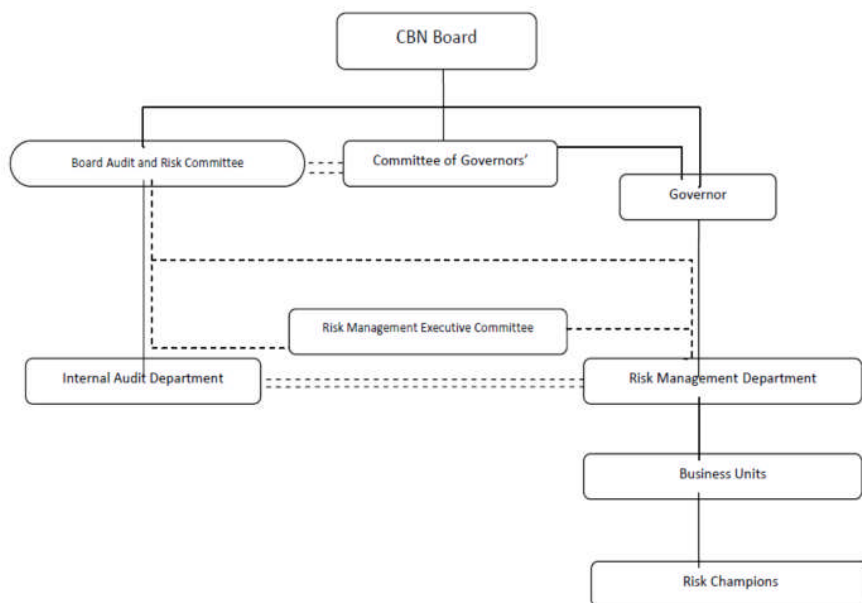 CBN Board
Board Audit and Risk Committee
Committee of Governors’
Governor
Risk Management Executive Committee
Internal Audit Department
Risk Management Department
Business Units
Risk Champions